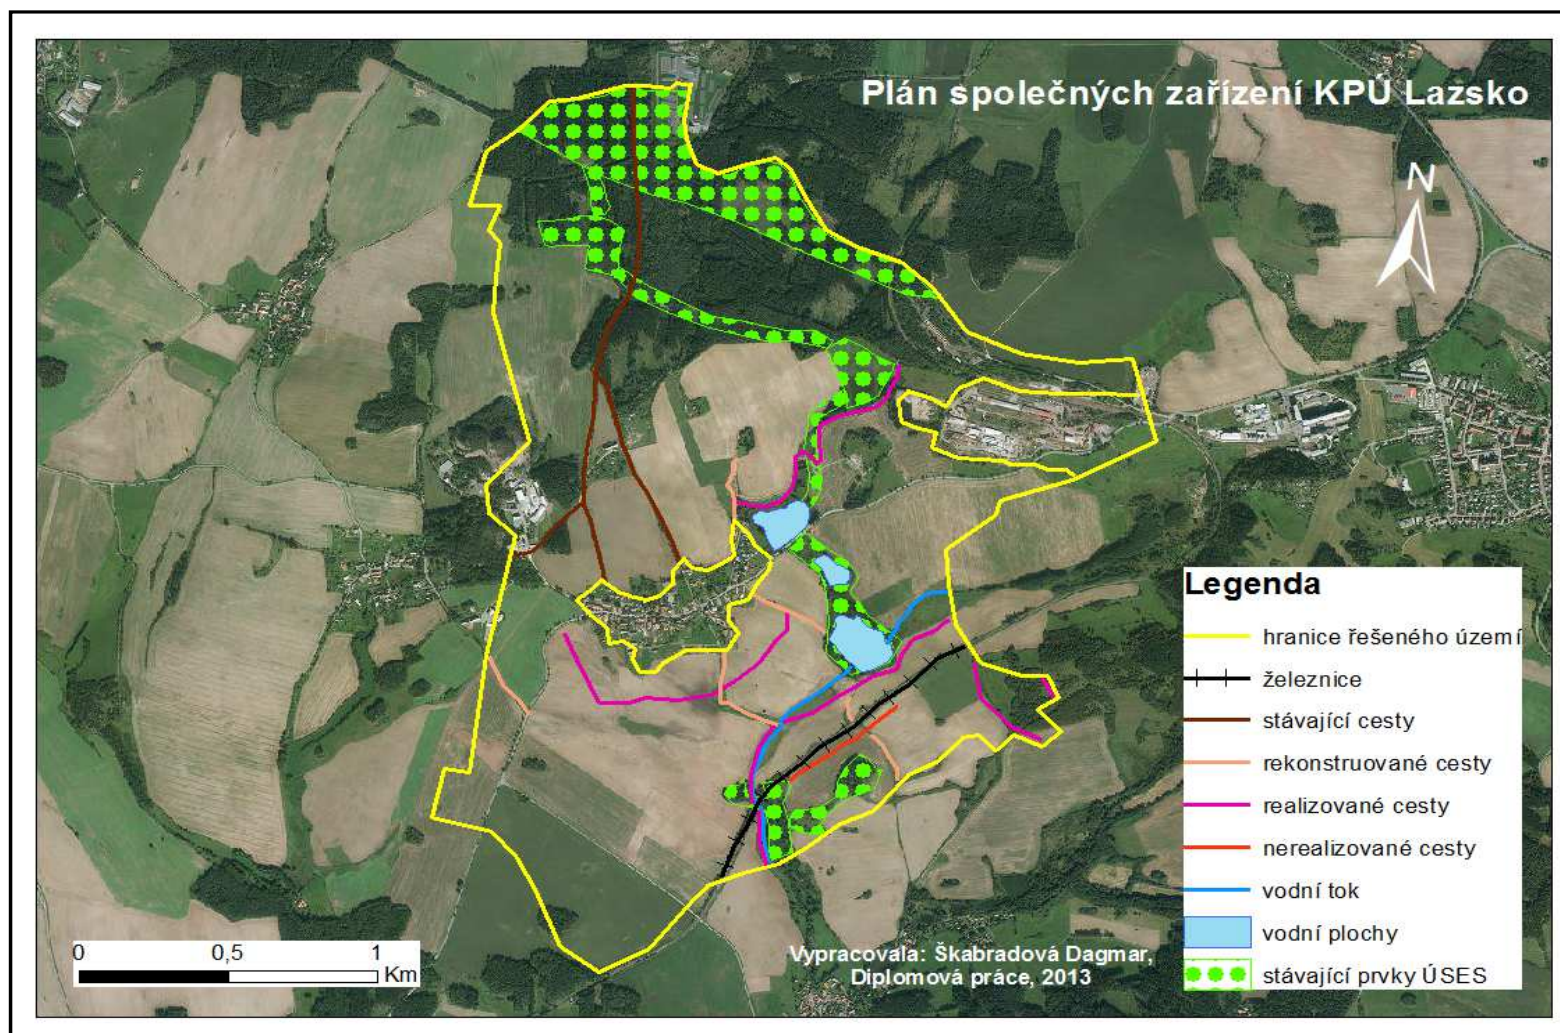 Plán společných zařízení KPÚ Lazsko
N
Legenda
hranice řešeného území
železnice
stávající cesty
rekonstruované cesty
realizované cesty
nerealizované cesty
vodní tok
vodní plochy
stávající prvky ÚSES
0 0,5 1
Km
Vypracovala: Škabradová Dagmar,
Diplomová práce, 2013